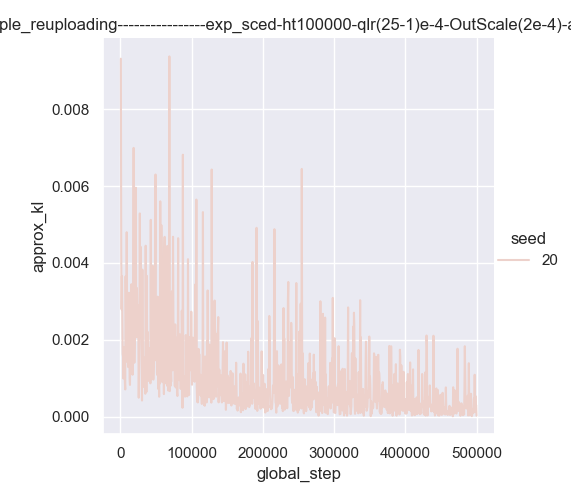 ple_reuploading----------------exp_sced-ht100000-qlr(25-1)e-4-OutScale(2e-4)-a
0.008
0.006
0.004
0.002
0.000
approx_kl
0 100000 200000 300000 400000 500000
global_step
seed
20